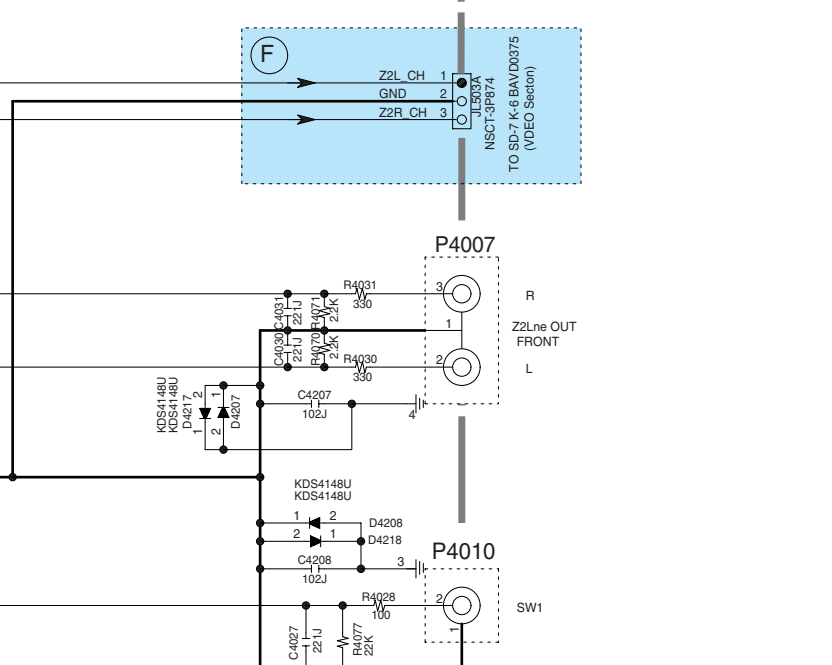 F
Z2L_CH 1
GND 2
Z2R_CH 3
JL503A
NSCT-3P874
TO SD-7 K-6 BAVD0375
(VDEO Secton)
P4007
R4031
330
3
R
C4031
221J
R4071
2.2K
1
Z2Lne OUT
FRONT
C4030
221J
R4070
2.2K
R4030
330
2
L
KDS4148U
KDS4148U
D4217
2
1
1
2
D4207
C4207
102J
4
KDS4148U
KDS4148U
1 2
D4208
2 1
D4218
C4208
102J
3
P4010
R4028
100
2
SW1
1
C4027
221J
R4077
22K